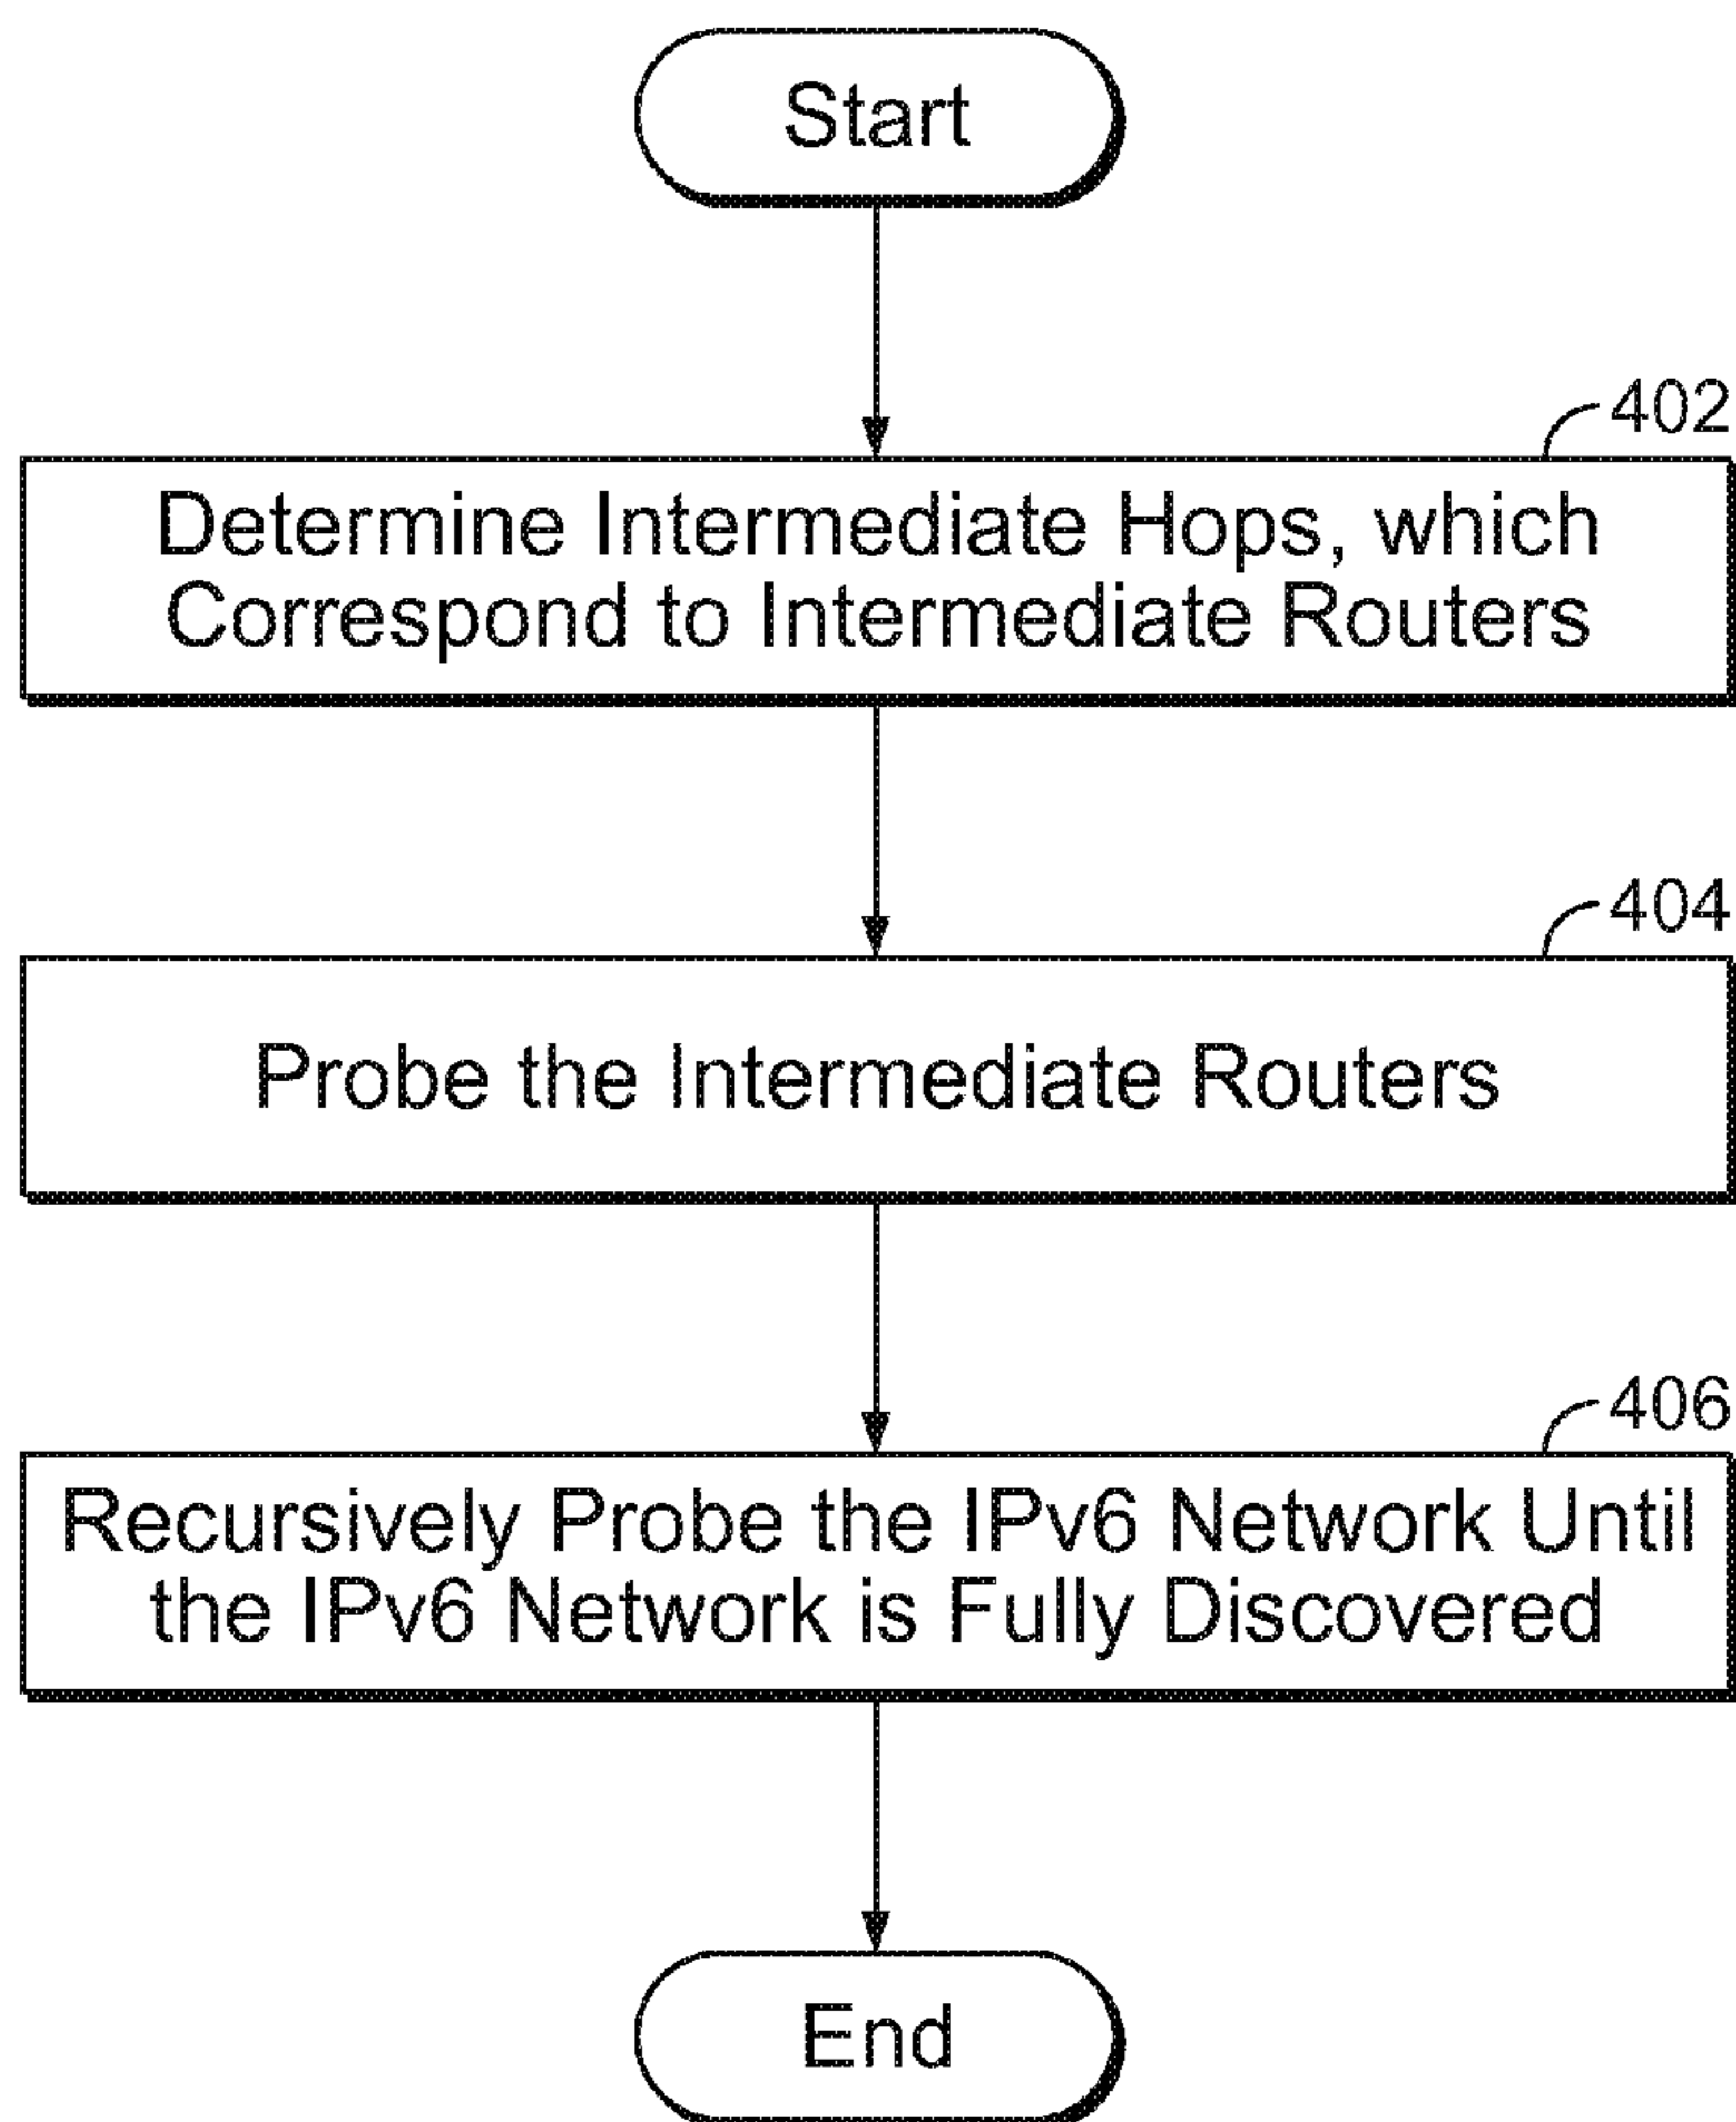 Start
402
Determine Intermediate Hops, which
Correspond to Intermediate Routers
404
Probe the Intermediate Routers
406
Recursively Probe the IPv6 Network Until
the IPv6 Network is Fully Discovered
End